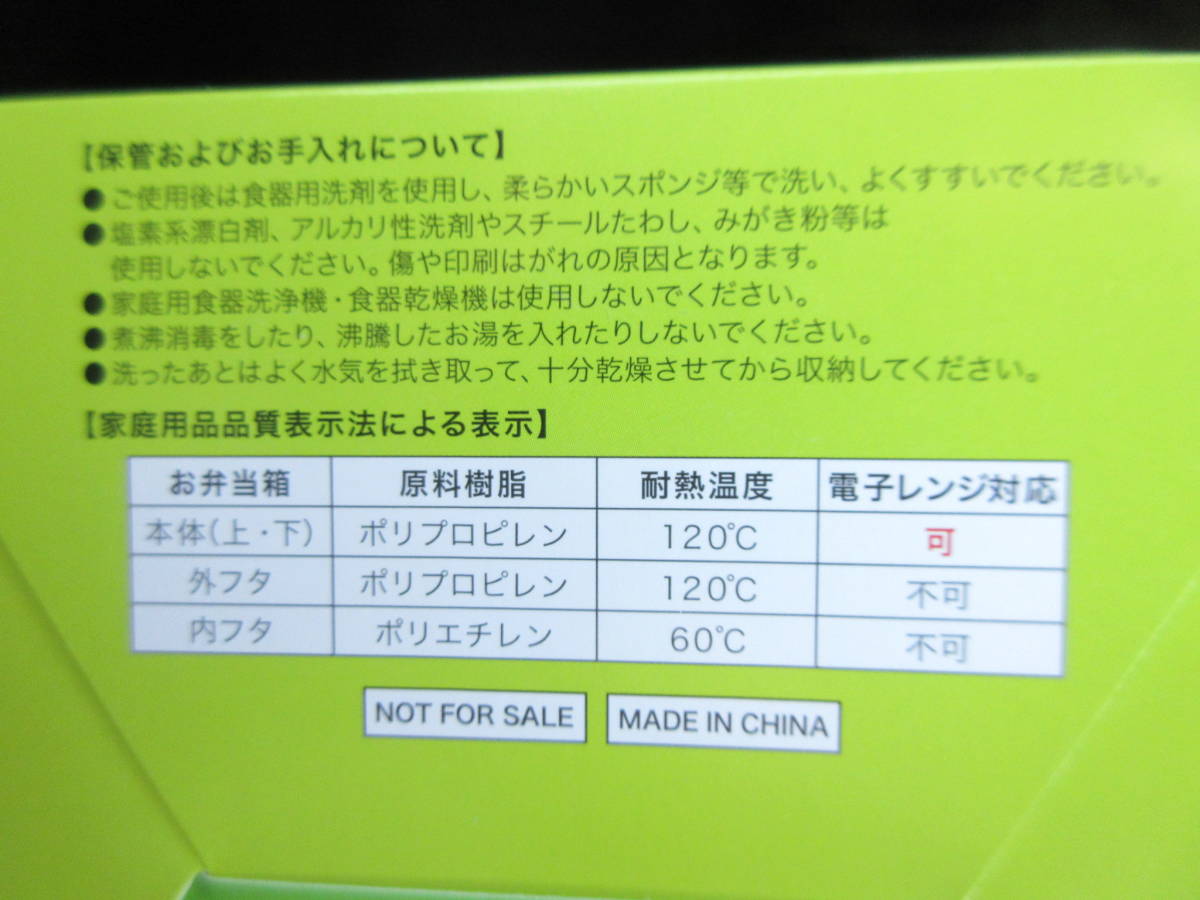 【保管およびお手入れについて】
●ご使用後は食器用洗剤を使用し、柔らかいスポンジ等で洗い、よくすすいでください。
●塩素系漂白剤、アルカリ性洗剤やスチールたわし、みがき粉等は
使用しないでください。傷や印刷はがれの原因となります。
●家庭用食器洗浄機・食器乾燥機は使用しないでください。
●煮沸消毒をしたり、沸騰したお湯を入れたりしないでください。
●洗ったあとはよく水気を拭き取って、十分乾燥させてから収納してください。
【家庭用品品質表示法による表示】
お弁当箱 原料樹脂 耐熱温度 電子レンジ対応
本体(上・下) ポリプロピレン 120℃ 可
外フタ ポリプロピレン 120℃ 不可
内フタ ポリエチレン 60℃ 不可
NOT FOR SALE MADE IN CHINA